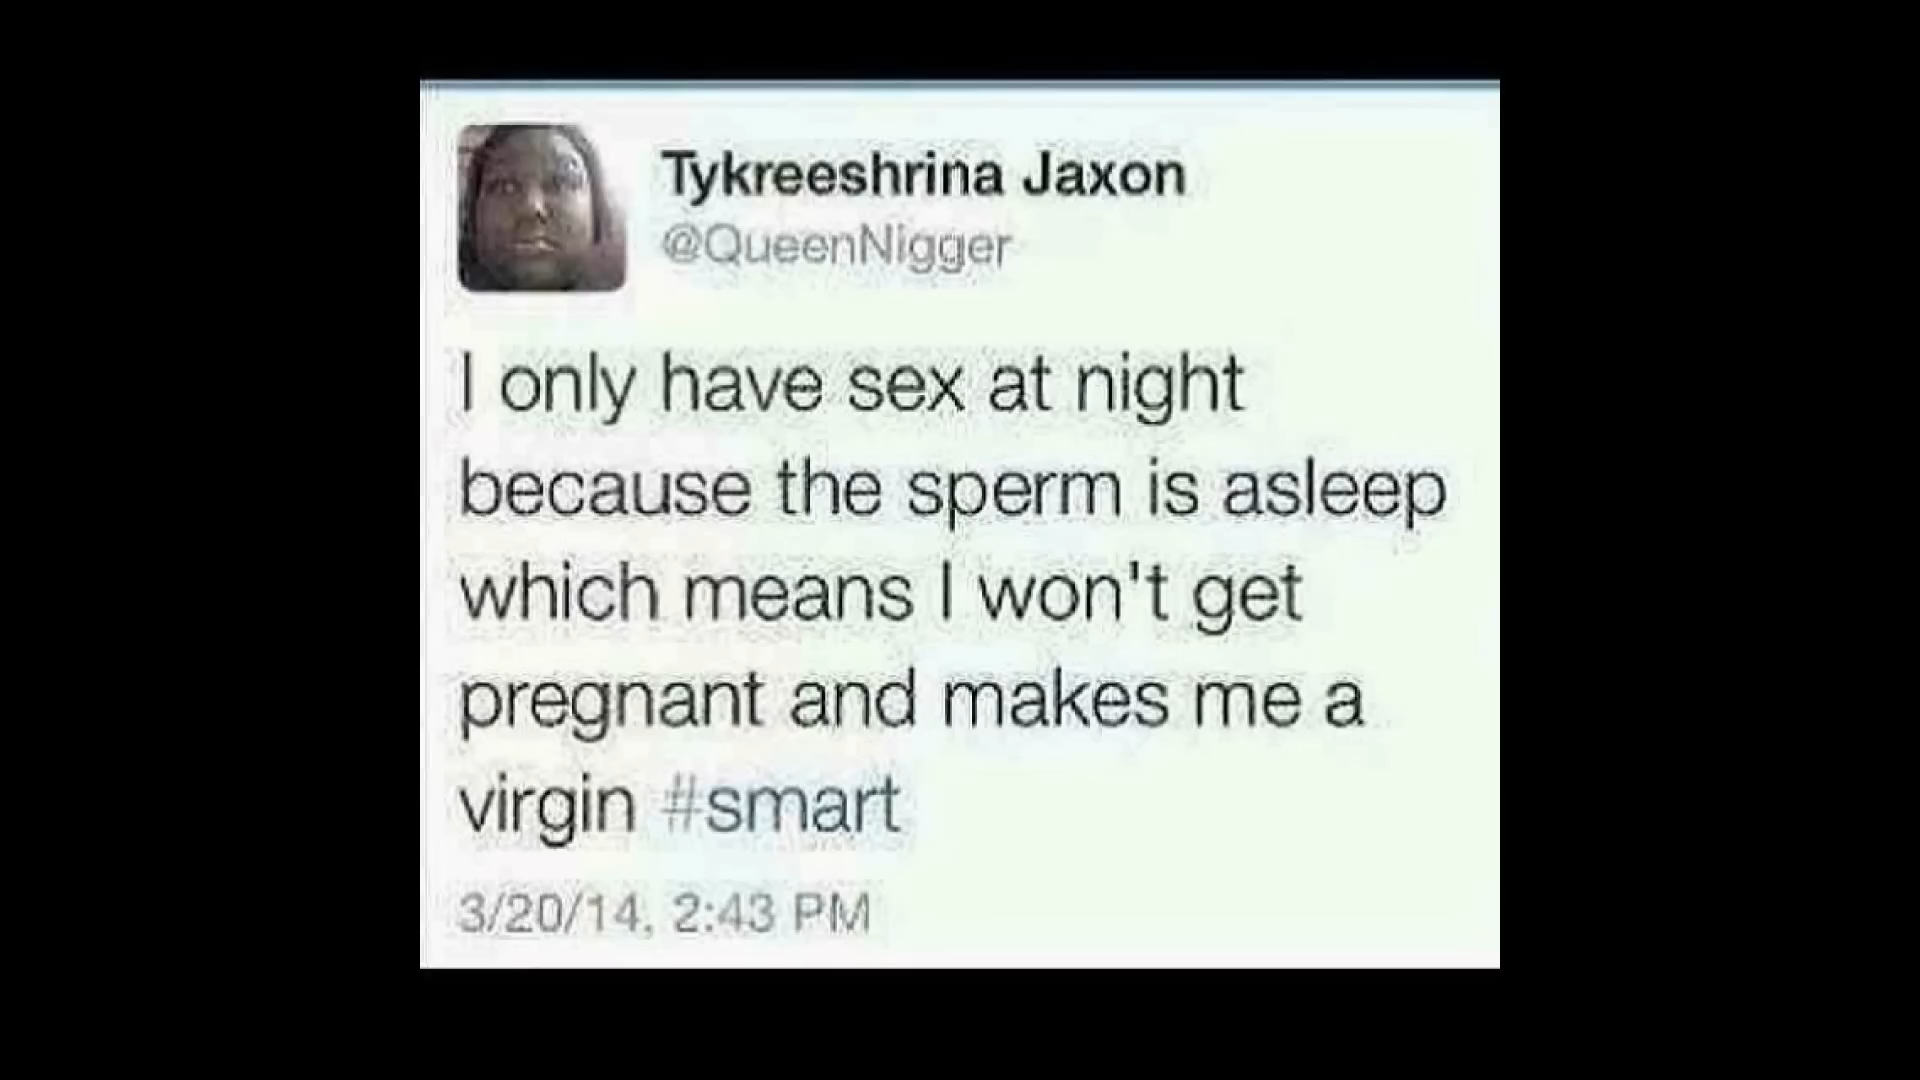 Tykreeshrina Jaxon
@QueenNigger
I only have sex at night
because the sperm is asleep
which means I won't get
pregnant and makes me a
virgin #smart
3/20/14, 2:43 PM